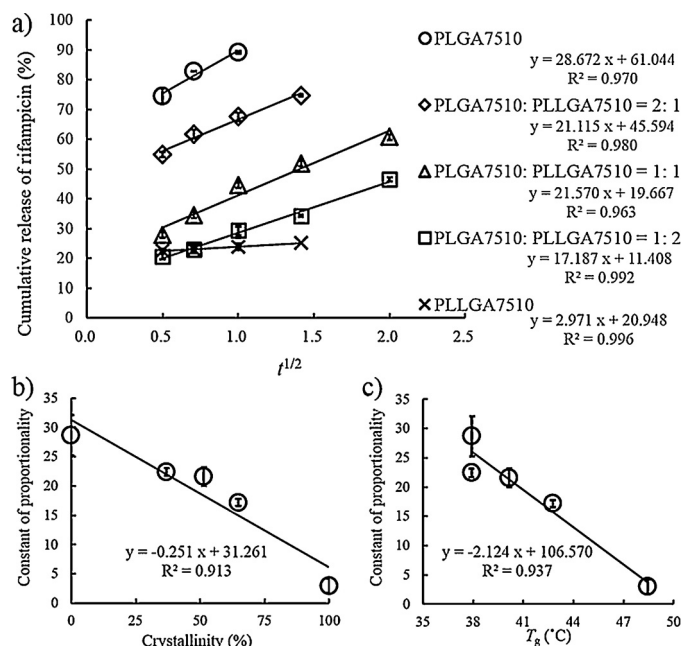 a)
Cumulative release of rifampicin (%)
100
90
80
70
60
50
40
30
20
10
0
0.0 0.5 1.0 1.5 2.0 2.5
t^{1/2}
PLGA7510
y = 28.672 x + 61.044
R² = 0.970
PLGA7510: PLLGA7510 = 2: 1
y = 21.115 x + 45.594
R² = 0.980
PLGA7510: PLLGA7510 = 1: 1
y = 21.570 x + 19.667
R² = 0.963
PLGA7510: PLLGA7510 = 1: 2
y = 17.187 x + 11.408
R² = 0.992
PLLGA7510
y = 2.971 x + 20.948
R² = 0.996
b)
Constant of proportionality
35
30
25
20
15
10
5
0
y = -0.251 x + 31.261
R² = 0.913
0 25 50 75 100
Crystallinity (%)
c)
Constant of proportionality
35
30
25
20
15
10
5
0
y = -2.124 x + 106.570
R² = 0.937
35 38 41 44 47 50
Tg (˚C)